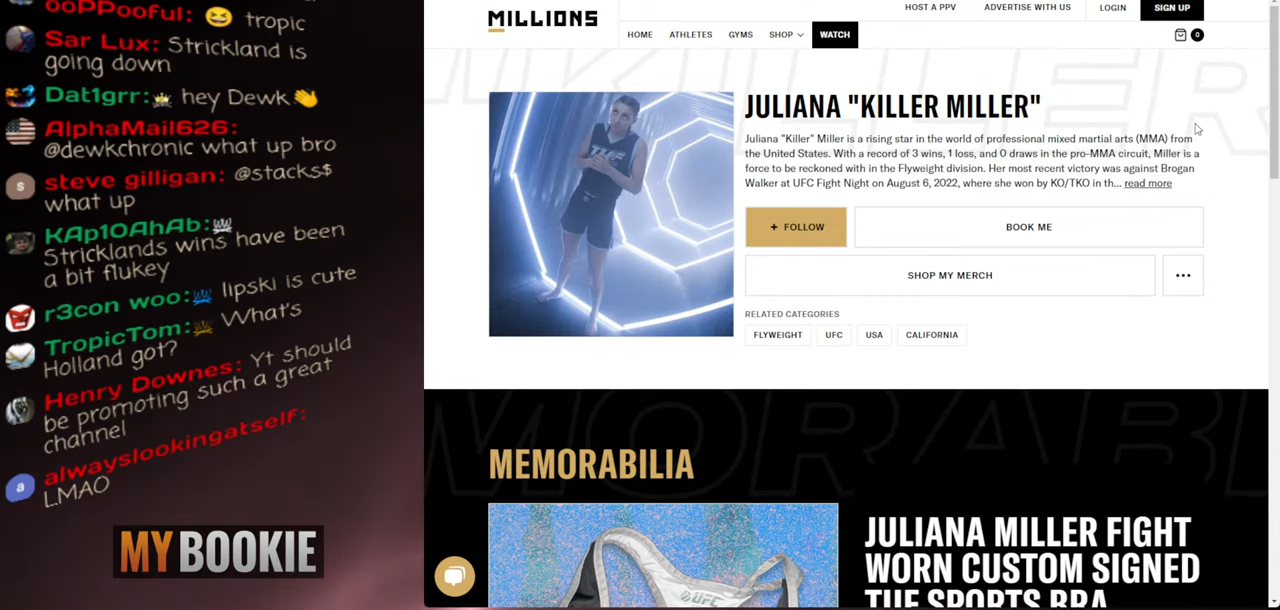 ooPPooful: 😆 tropic
Sar Lux: Strickland is
going down
Dat1grr: hey Dewk👋
AlphaMail626:
@dewkchronic what up bro
steve gilligan: @stacks$
what up
KAp10AhAb:
Stricklands wins have been
a bit flukey
r3con woo: lipski is cute
TropicTom: What's
Holland got?
Henry Downes: Yt should
be promoting such a great
channel
alwayslookingatself:
LMAO
MYBOOKIE
MILLIONS
HOST A PPV
ADVERTISE WITH US
LOGIN
SIGN UP
HOME
ATHLETES
GYMS
SHOP
WATCH
0
JULIANA "KILLER MILLER"
Juliana "Killer" Miller is a rising star in the world of professional mixed martial arts (MMA) from
the United States. With a record of 3 wins, 1 loss, and 0 draws in the pro-MMA circuit, Miller is a
force to be reckoned with in the Flyweight division. Her most recent victory was against Brogan
Walker at UFC Fight Night on August 6, 2022, where she won by KO/TKO in th... read more
+ FOLLOW
BOOK ME
SHOP MY MERCH
•••
RELATED CATEGORIES
FLYWEIGHT
UFC
USA
CALIFORNIA
MEMORABILIA
UFC
JULIANA MILLER FIGHT
WORN CUSTOM SIGNED
THE SPORTS BRA